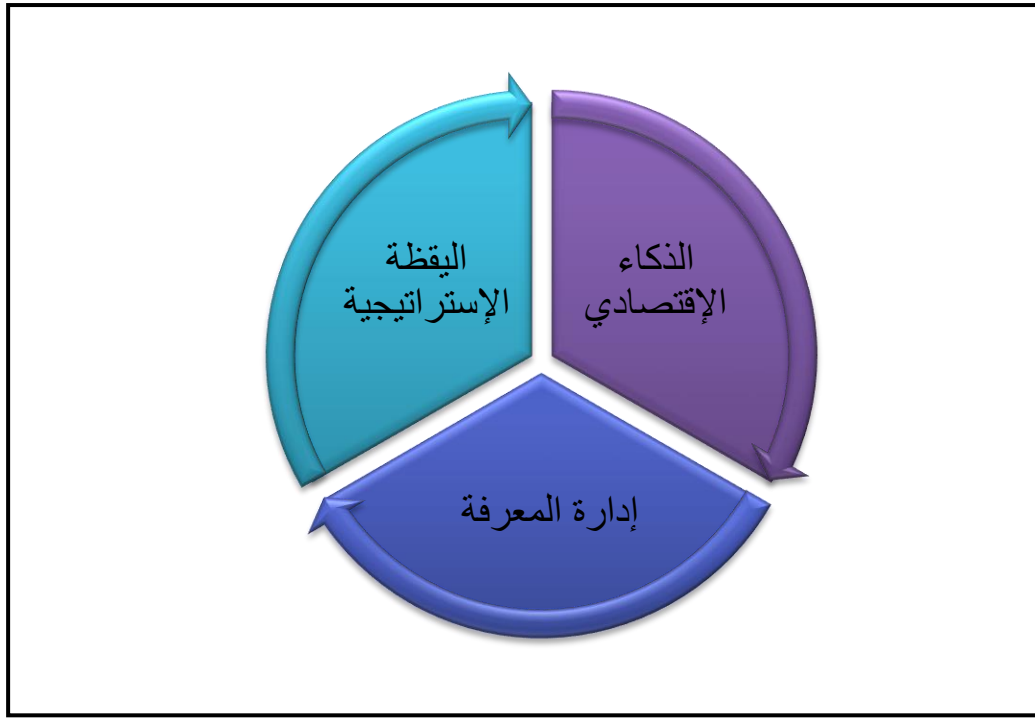 الذكاء
الإقتصادي
اليقظة
الإستراتيجية
إدارة المعرفة